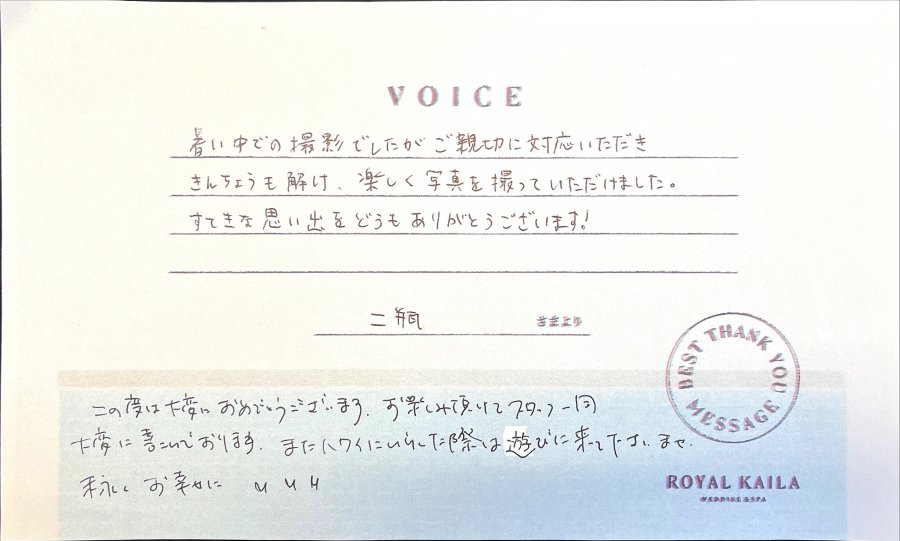 VOICE
暑い中での撮影でしたがご親切に対応いただき
きんちょうも解け、楽しく写真を撮っていただけました。
すてきな思い出をどうもありがとうございます!
二瓶 さまより
BEST THANK YOU MESSAGE
この度は大変におめでとうございます。お楽しみ頂けてスタッフ一同
大変に喜こんでおります。またハワイにいらした際は遊びに来て下さいませ。
末永く お幸せに
ROYAL KAILA
WEDDING & SPA